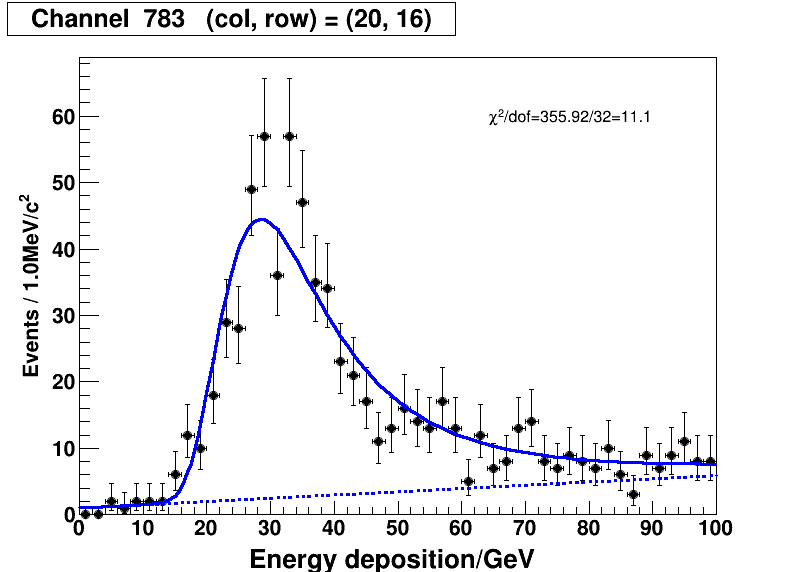 Channel 783 (col, row) = (20, 16)
χ²/dof=355.92/32=11.1
Events / 1.0MeV/c²
60
50
40
30
20
10
0
0 10 20 30 40 50 60 70 80 90 100
Energy deposition/GeV